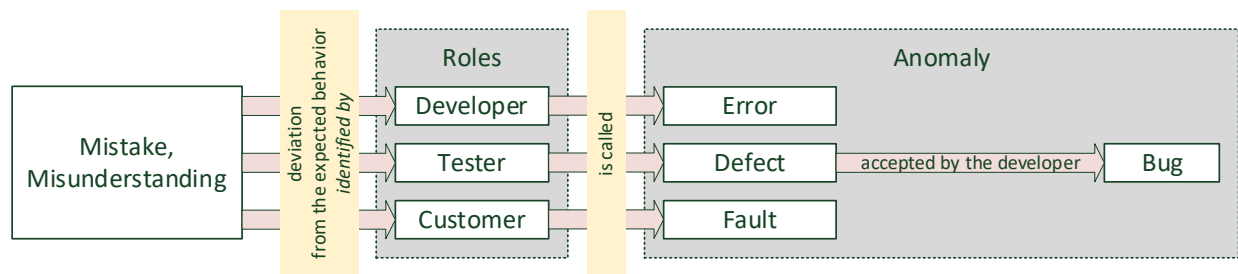 Mistake,
Misunderstanding
deviation
from the expected behavior
identified by
Roles
Developer
Tester
Customer
is called
Anomaly
Error
Defect
accepted by the developer
Bug
Fault